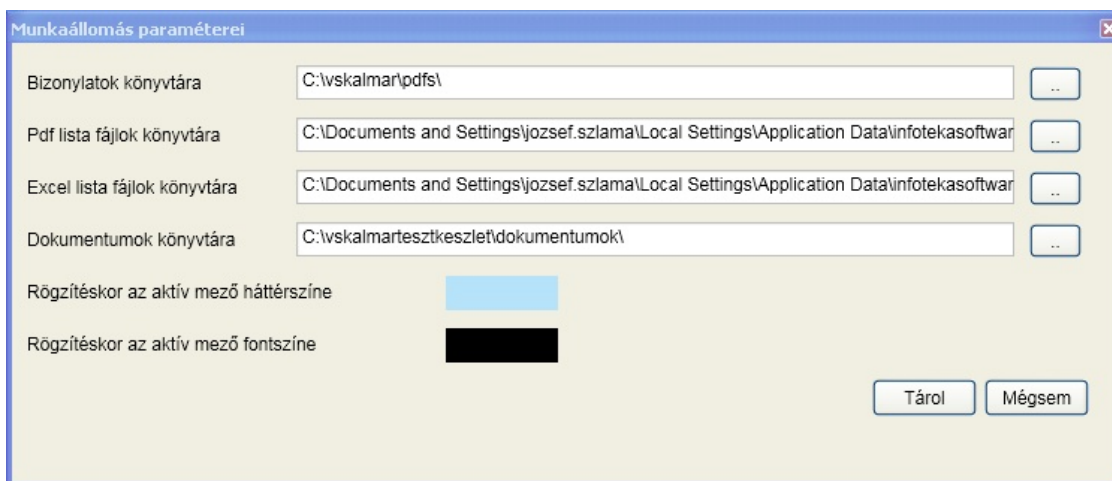 Munkaállomás paraméterei
Bizonylatok könyvtára C:\vskalmar\pdfs\ ..
Pdf lista fájlok könyvtára C:\Documents and Settings\jozsef.szlama\Local Settings\Application Data\infotekasoftwar ..
Excel lista fájlok könyvtára C:\Documents and Settings\jozsef.szlama\Local Settings\Application Data\infotekasoftwar ..
Dokumentumok könyvtára C:\vskalmartesztkeszlet\dokumentumok\ ..
Rögzítéskor az aktív mező háttérszíne
Rögzítéskor az aktív mező fontszíne
Tárol Mégsem